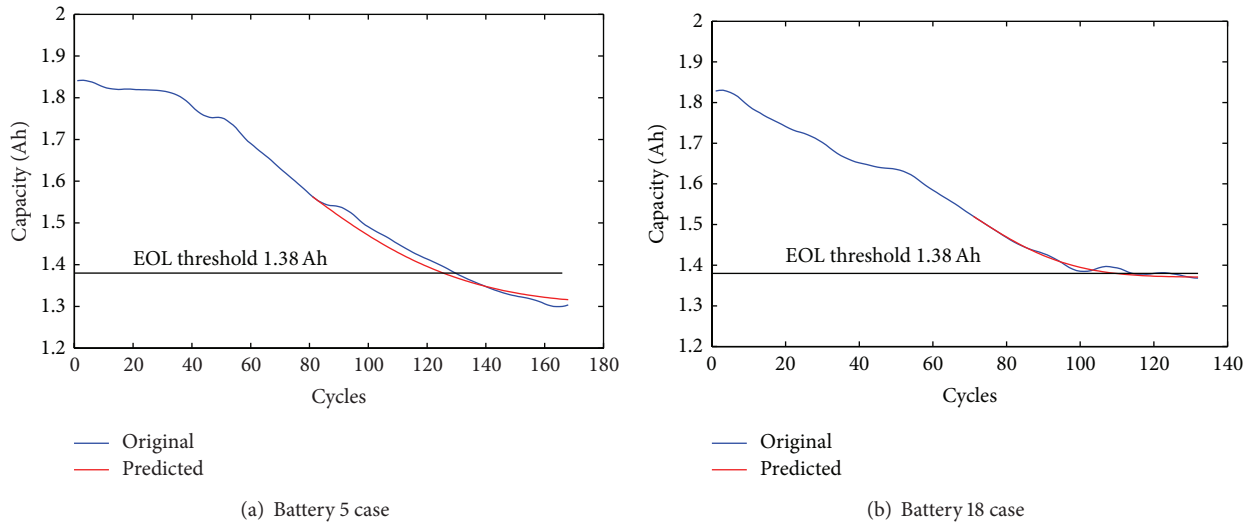 2
1.9
1.8
1.7
1.6
1.5
1.4
1.3
1.2
Capacity (Ah)
EOL threshold 1.38 Ah
0 20 40 60 80 100 120 140 160 180
Cycles
Original
Predicted
(a) Battery 5 case
2
1.9
1.8
1.7
1.6
1.5
1.4
1.3
1.2
Capacity (Ah)
EOL threshold 1.38 Ah
0 20 40 60 80 100 120 140
Cycles
Original
Predicted
(b) Battery 18 case